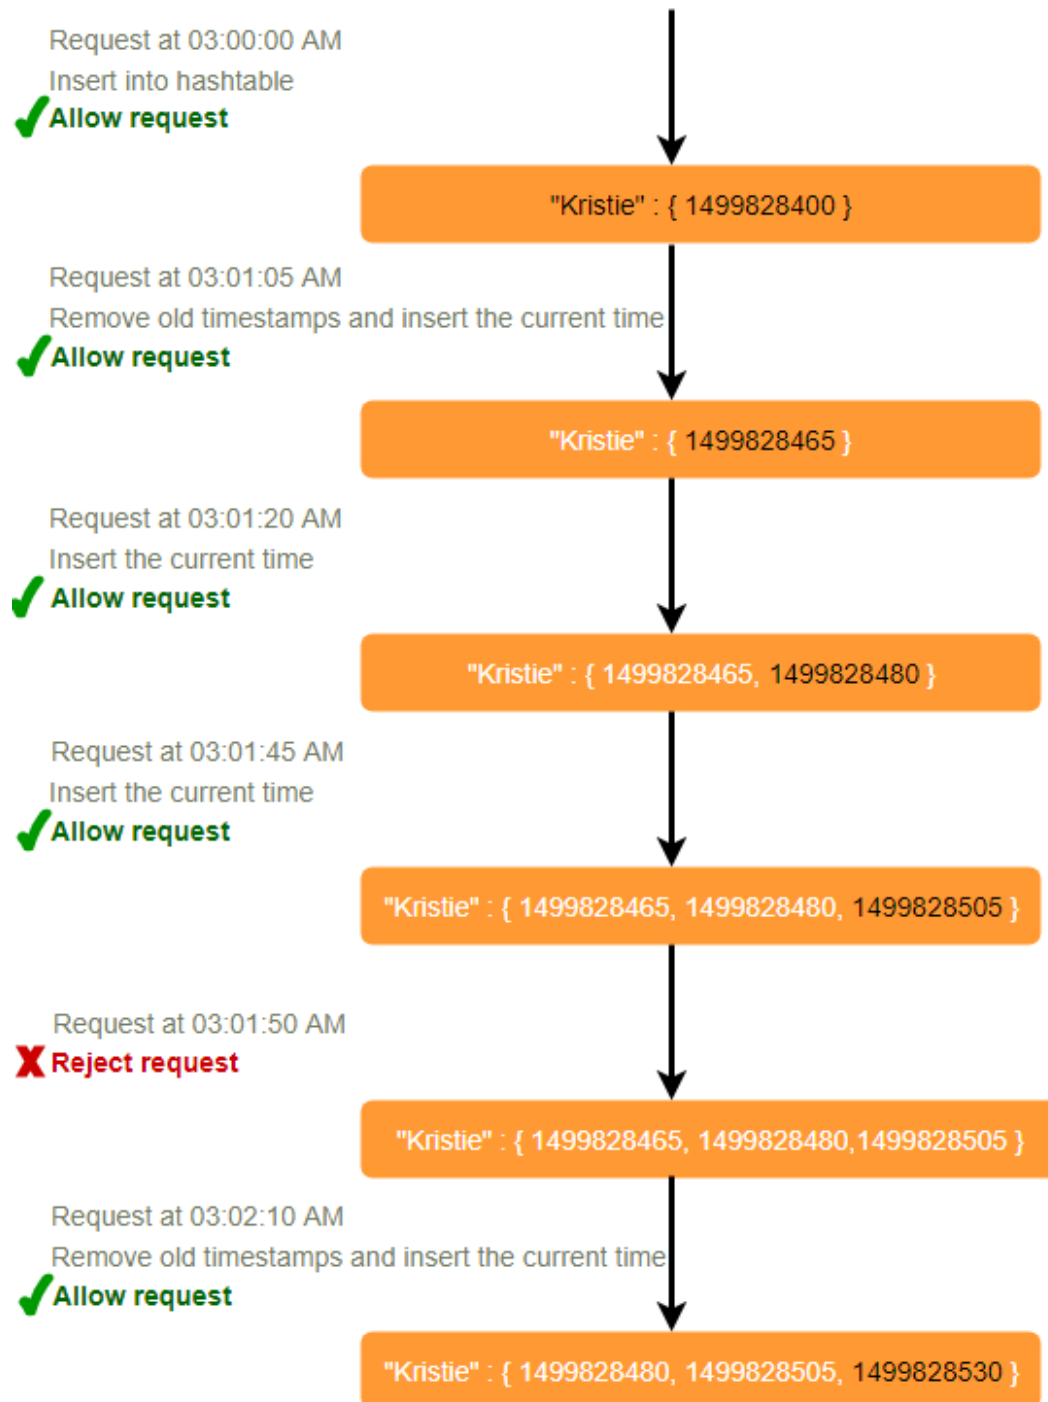 Request at 03:00:00 AM
Insert into hashtable
Allow request
"Kristie" : { 1499828400 }
Request at 03:01:05 AM
Remove old timestamps and insert the current time
Allow request
"Kristie" : { 1499828465 }
Request at 03:01:20 AM
Insert the current time
Allow request
"Kristie" : { 1499828465, 1499828480 }
Request at 03:01:45 AM
Insert the current time
Allow request
"Kristie" : { 1499828465, 1499828480, 1499828505 }
Request at 03:01:50 AM
Reject request
"Kristie" : { 1499828465, 1499828480,1499828505 }
Request at 03:02:10 AM
Remove old timestamps and insert the current time
Allow request
"Kristie" : { 1499828480, 1499828505, 1499828530 }